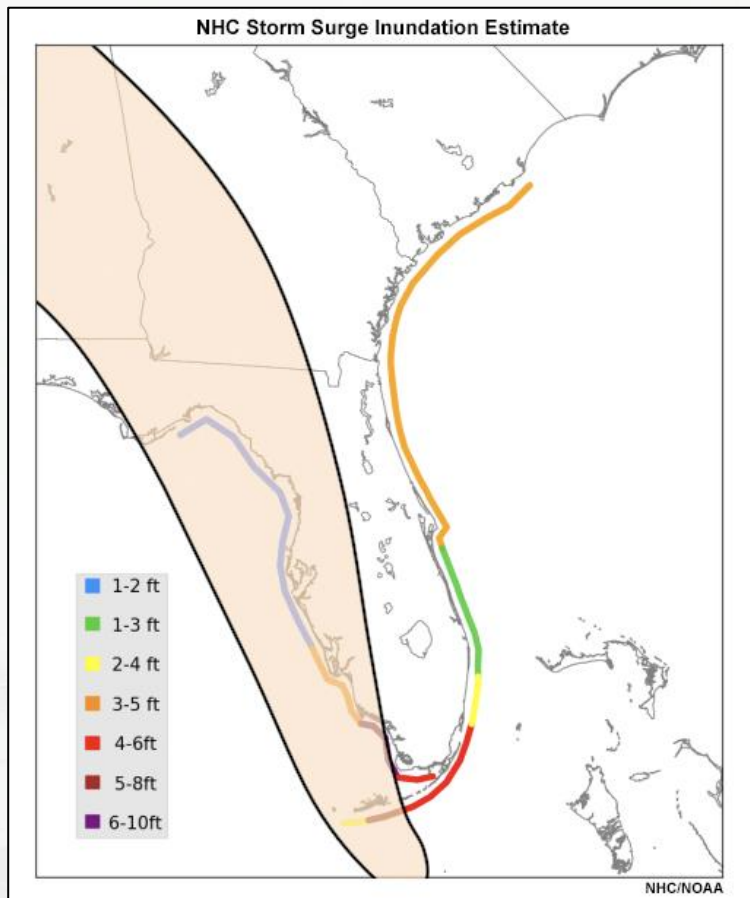 NHC Storm Surge Inundation Estimate
1-2 ft
1-3 ft
2-4 ft
3-5 ft
4-6ft
5-8ft
6-10ft
NHC/NOAA